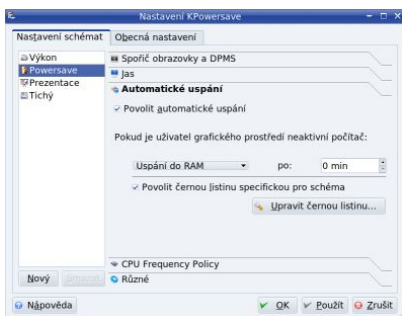 Nastavení KPowersave
Nastavení schémat
Obecná nastavení
Výkon
Powersave
Prezentace
Tichý
Spořič obrazovky a DPMS
Jas
Automatické uspání
Povolit automatické uspání
Pokud je uživatel grafického prostředí neaktivní počítač:
Uspání do RAM po: 0 min
Povolit černou listinu specifickou pro schéma
Upravit černou listinu...
CPU Frequency Policy
Různé
Nový Smazat
Nápověda OK Použít Zrušit